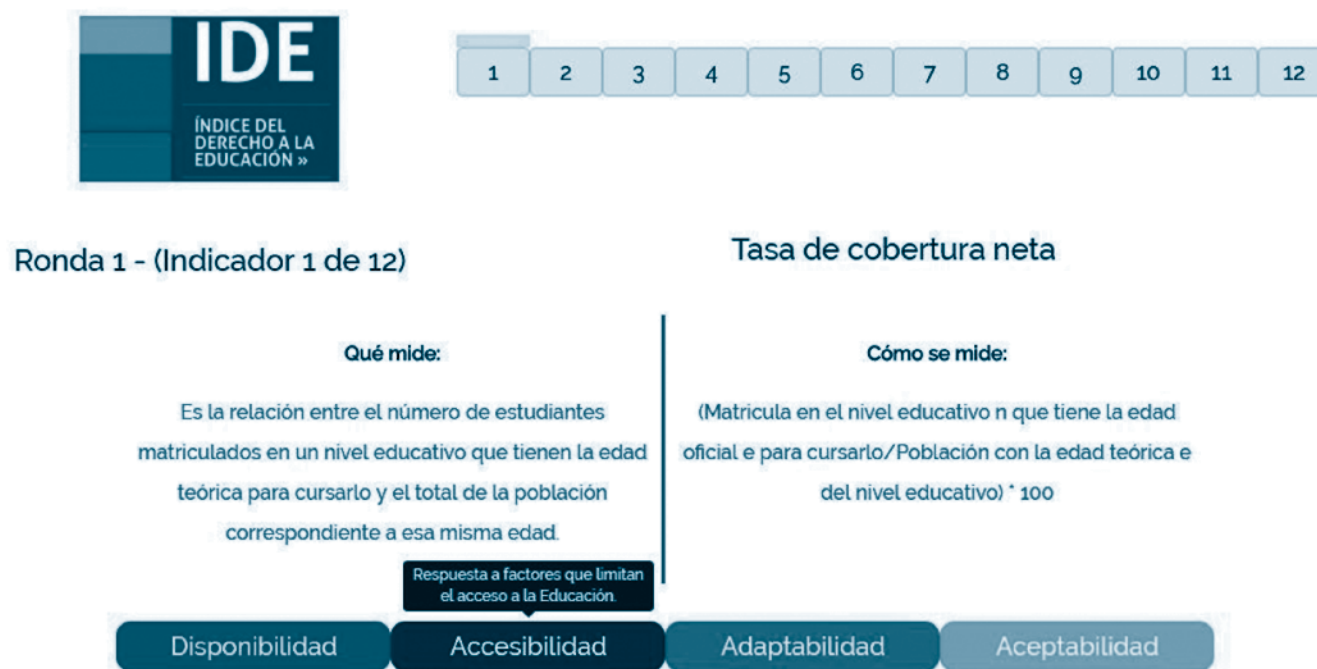 IDE
ÍNDICE DEL
DERECHO A LA
EDUCACIÓN »
1 2 3 4 5 6 7 8 9 10 11 12
Ronda 1 - (Indicador 1 de 12)
Tasa de cobertura neta
Qué mide:
Es la relación entre el número de estudiantes
matriculados en un nivel educativo que tienen la edad
teórica para cursarlo y el total de la población
correspondiente a esa misma edad.
Cómo se mide:
(Matricula en el nivel educativo n que tiene la edad
oficial e para cursarlo/Población con la edad teórica e
del nivel educativo) * 100
Respuesta a factores que limitan
el acceso a la Educación.
Disponibilidad Accesibilidad Adaptabilidad Aceptabilidad